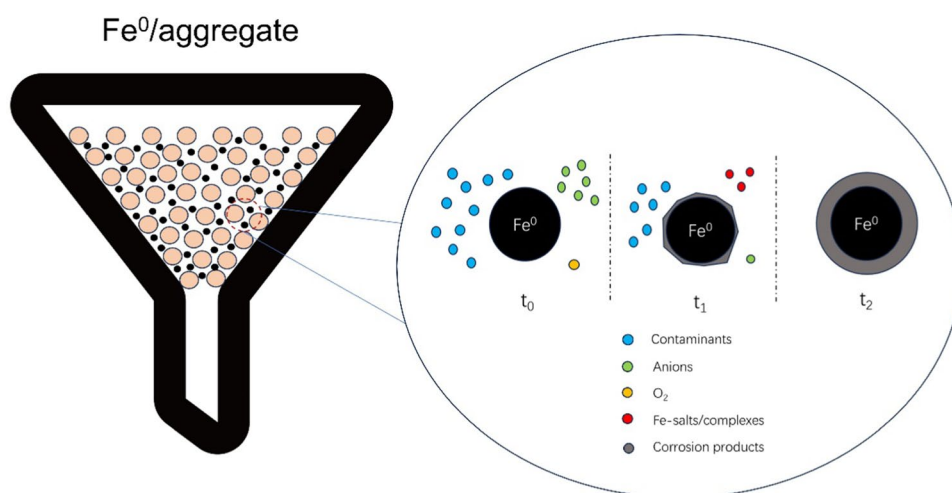 Fe⁰/aggregate
Fe⁰
Fe⁰
Fe⁰
t₀
t₁
t₂
Contaminants
Anions
O₂
Fe-salts/complexes
Corrosion products